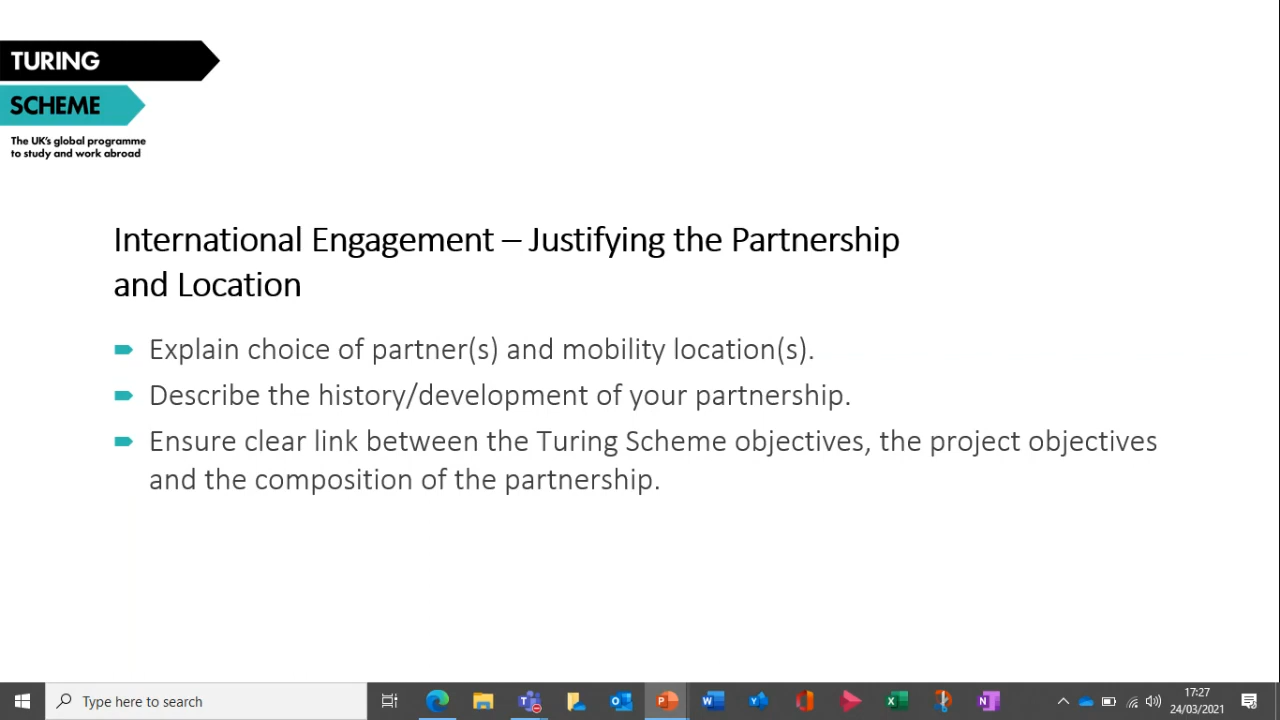 TURING
SCHEME
The UK's global programme
to study and work abroad
International Engagement – Justifying the Partnership
and Location
Explain choice of partner(s) and mobility location(s).
Describe the history/development of your partnership.
Ensure clear link between the Turing Scheme objectives, the project objectives
and the composition of the partnership.
Type here to search
17:27
24/03/2021